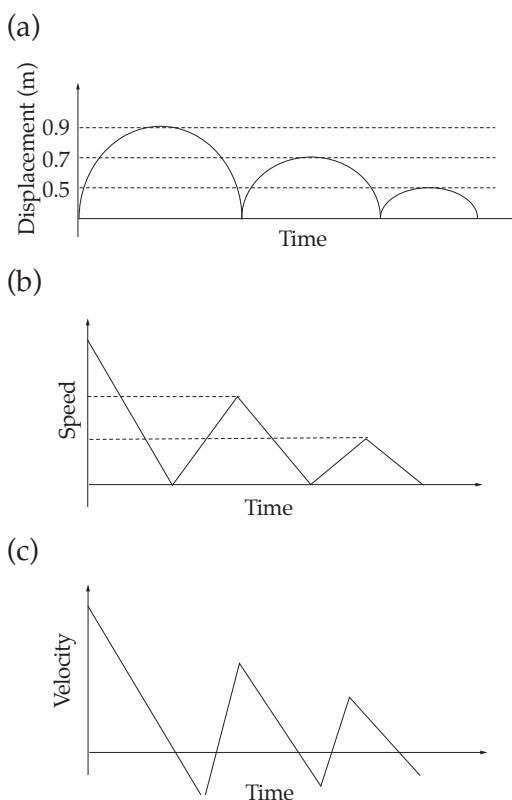 (a)
Displacement (m)
0.9
0.7
0.5
Time
(b)
Speed
Time
(c)
Velocity
Time